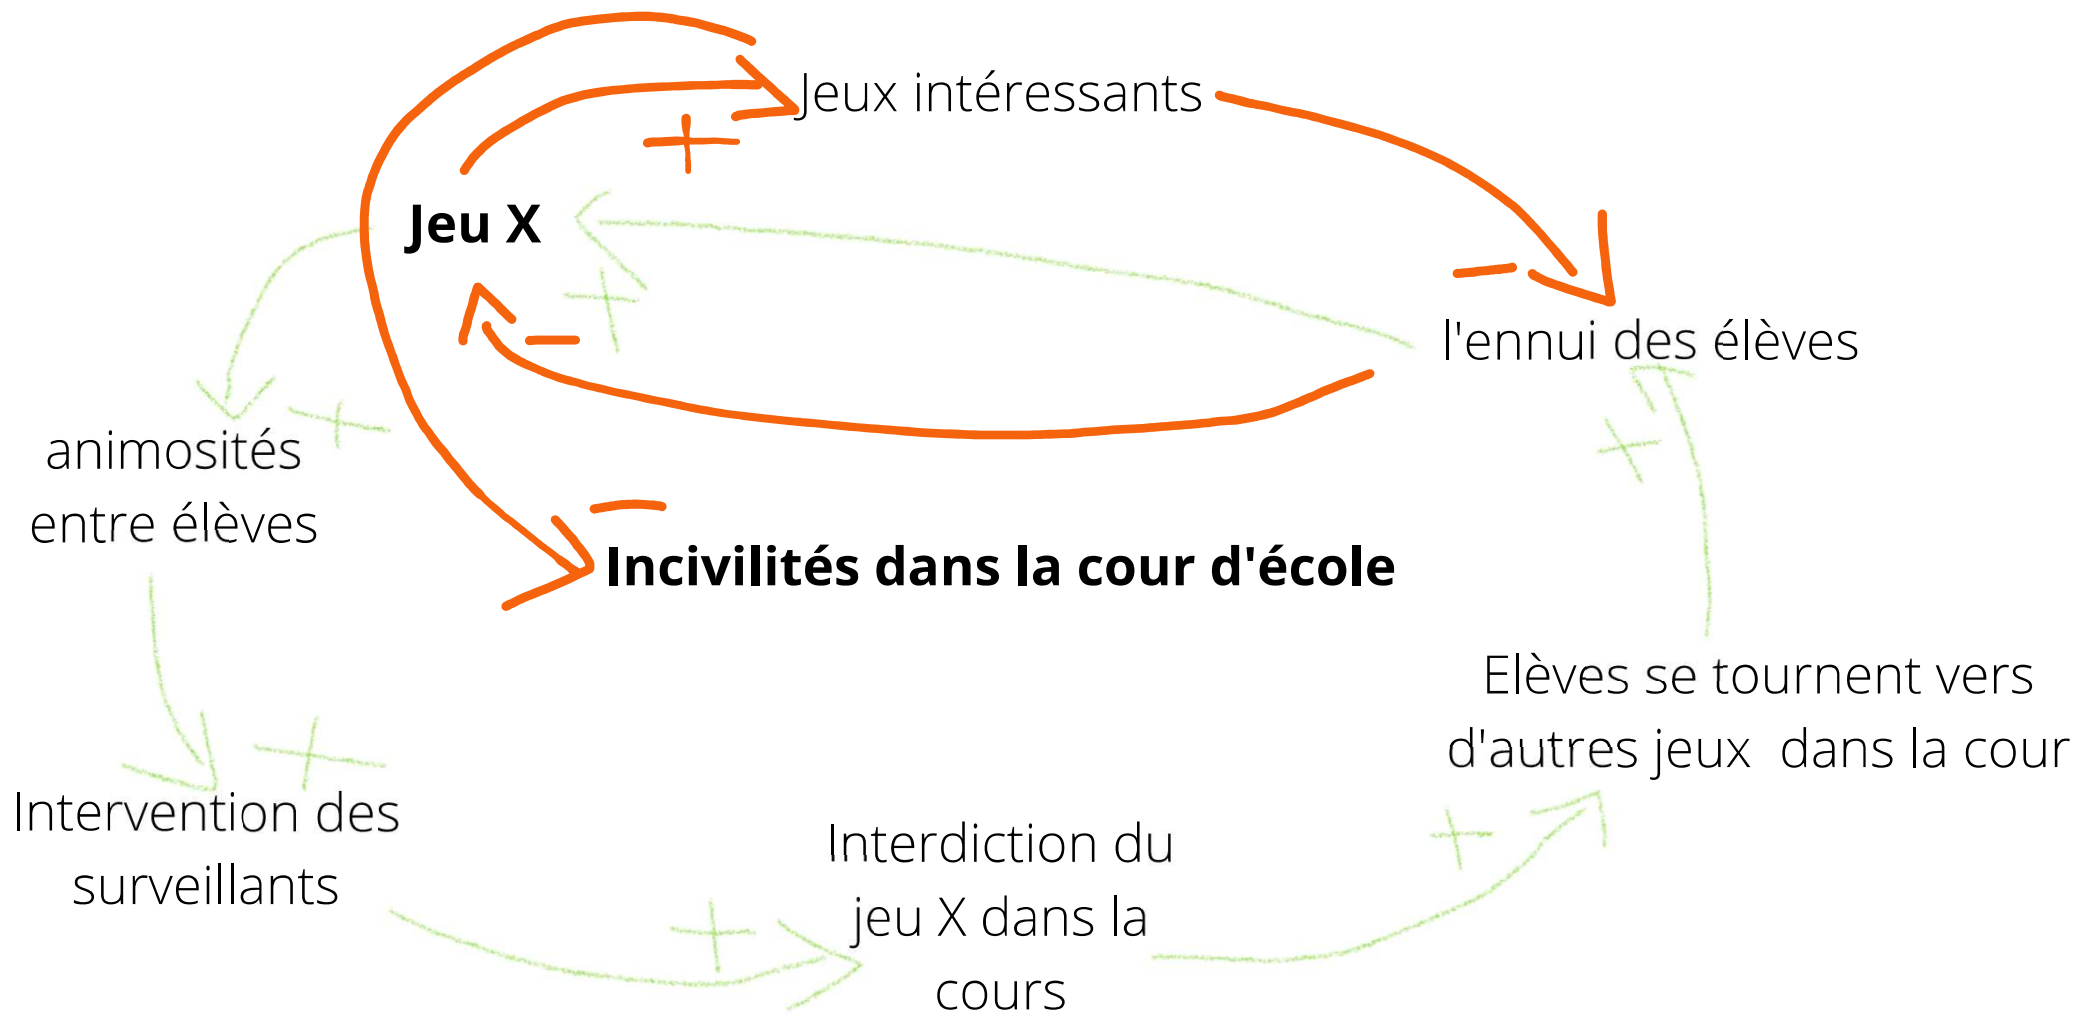 Jeux intéressants
+
Jeu X
+
-
-
l'ennui des élèves
+
animosités
entre élèves
+
-
Incivilités dans la cour d'école
Elèves se tournent vers
d'autres jeux dans la cour
+
Intervention des
surveillants
+
Interdiction du
jeu X dans la
cours
+